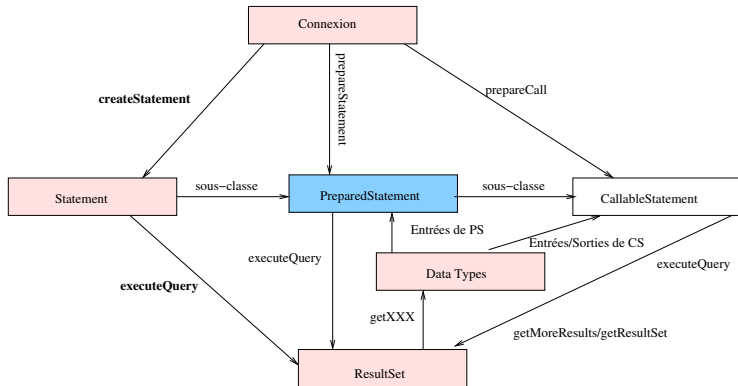 Connexion
createStatement
prepareStatement
prepareCall
sous-classe
sous-classe
Statement
PreparedStatement
CallableStatement
Entrées de PS
Entrées/Sorties de CS
executeQuery
Data Types
executeQuery
executeQuery
getXXX
getMoreResults/getResultSet
ResultSet